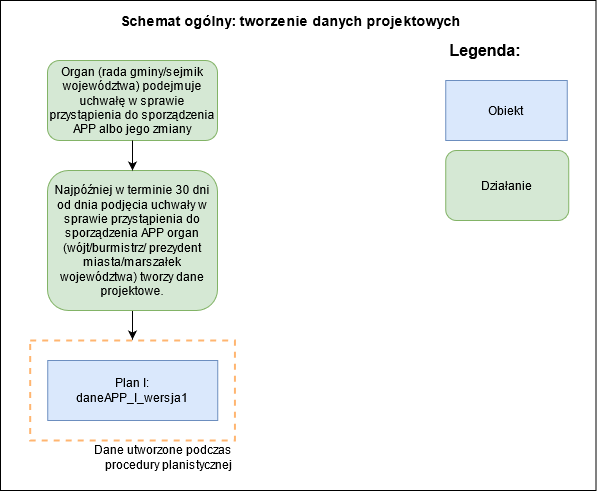 Schemat ogólny: tworzenie danych projektowych
Legenda:
Organ (rada gminy/sejmik
województwa) podejmuje
uchwałę w sprawie
przystąpienia do sporządzenia
APP albo jego zmiany
Obiekt
Działanie
Najpóźniej w terminie 30 dni
od dnia podjęcia uchwały w
sprawie przystąpienia do
sporządzenia APP organ
(wójt/burmistrz/ prezydent
miasta/marszałek
województwa) tworzy dane
projektowe.
Plan I:
daneAPP_I_wersja1
Dane utworzone podczas
procedury planistycznej